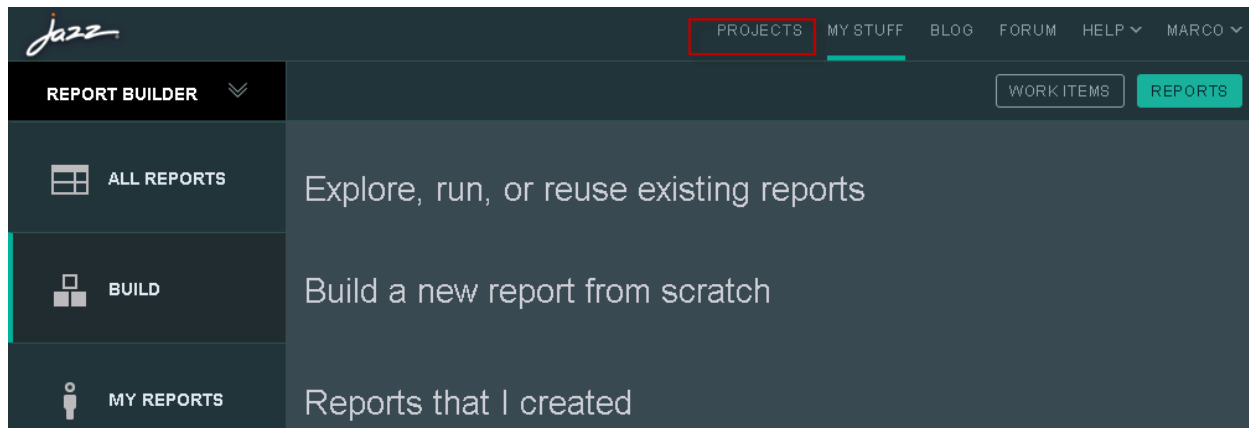 jazz
PROJECTS MY STUFF BLOG FORUM HELP MARCO
REPORT BUILDER
WORK ITEMS REPORTS
ALL REPORTS
Explore, run, or reuse existing reports
BUILD
Build a new report from scratch
MY REPORTS
Reports that I created